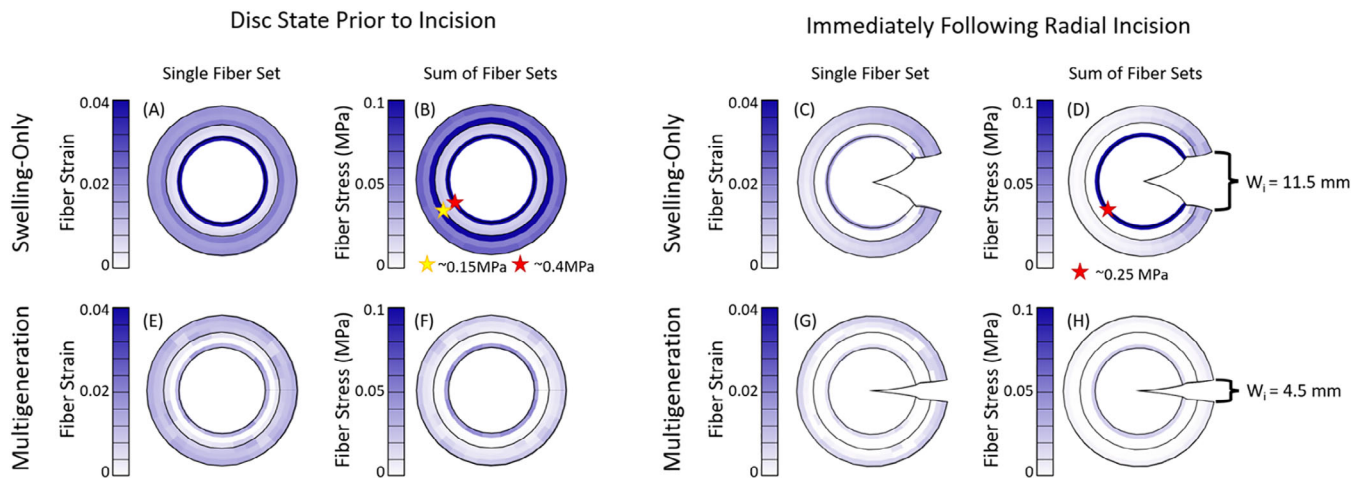 Disc State Prior to Incision
Immediately Following Radial Incision
Single Fiber Set
Sum of Fiber Sets
Single Fiber Set
Sum of Fiber Sets
Swelling-Only
Fiber Strain
0.04
0.02
0
(A)
Fiber Stress (MPa)
0.1
0.05
0
(B)
~0.15MPa
~0.4MPa
Swelling-Only
Fiber Strain
0.04
0.02
0
(C)
Fiber Stress (MPa)
0.1
0.05
0
(D)
~0.25 MPa
Wi = 11.5 mm
Multigeneration
Fiber Strain
0.04
0.02
0
(E)
Fiber Stress (MPa)
0.1
0.05
0
(F)
Multigeneration
Fiber Strain
0.04
0.02
0
(G)
Fiber Stress (MPa)
0.1
0.05
0
(H)
Wi = 4.5 mm